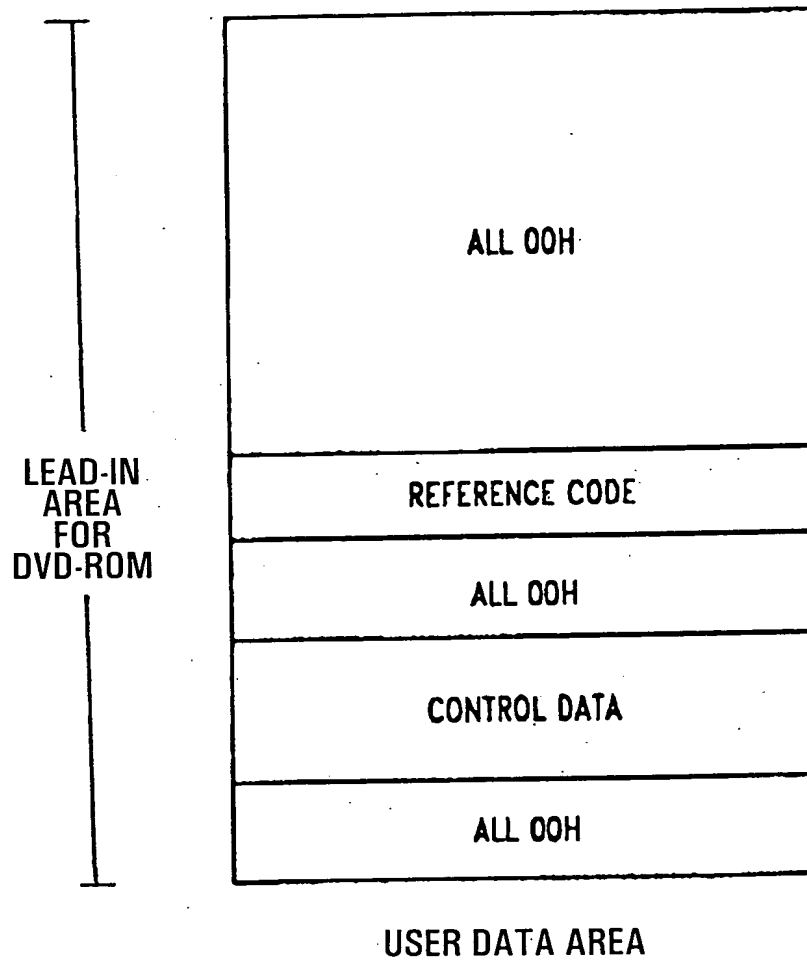 ALL 00H
REFERENCE CODE
LEAD-IN
AREA
FOR
DVD-ROM
ALL 00H
CONTROL DATA
ALL 00H
USER DATA AREA